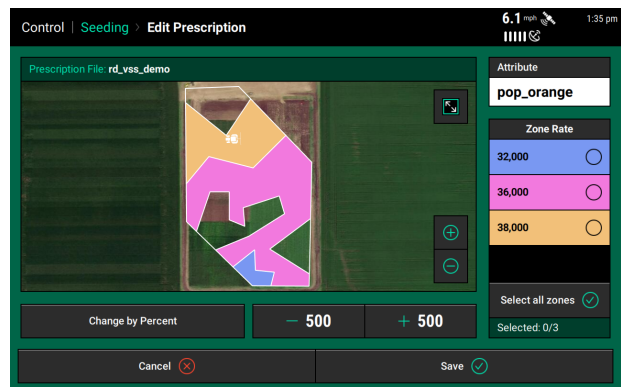 Control | Seeding > Edit Prescription
6.1 mph
1:35 pm
Prescription File: rd_vss_demo
Attribute
pop_orange
Zone Rate
32,000
36,000
38,000
Select all zones
Selected: 0/3
Change by Percent
− 500
+ 500
Cancel
Save